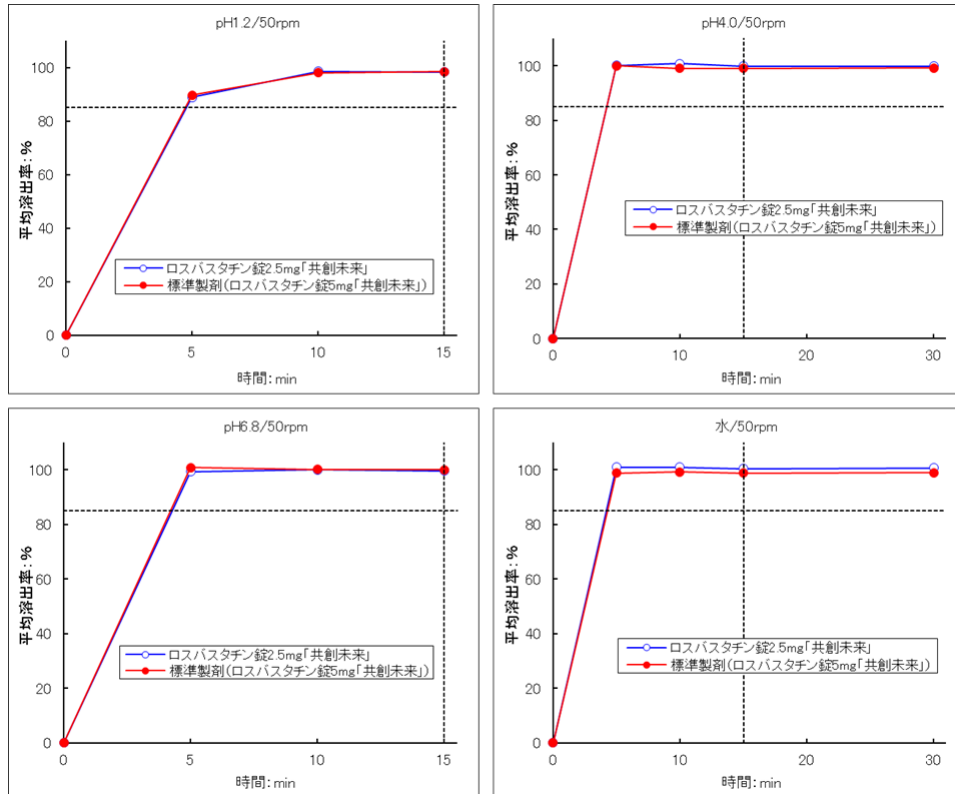 pH1.2/50rpm
平均溶出率: %
100
80
60
40
20
0
ロスバスタチン錠2.5mg「共創未来」
標準製剤(ロスバスタチン錠5mg「共創未来」)
0 5 10 15
時間: min
pH4.0/50rpm
平均溶出率: %
100
80
60
40
20
0
ロスバスタチン錠2.5mg「共創未来」
標準製剤(ロスバスタチン錠5mg「共創未来」)
0 10 20 30
時間: min
pH6.8/50rpm
平均溶出率: %
100
80
60
40
20
0
ロスバスタチン錠2.5mg「共創未来」
標準製剤(ロスバスタチン錠5mg「共創未来」)
0 5 10 15
時間: min
水/50rpm
平均溶出率: %
100
80
60
40
20
0
ロスバスタチン錠2.5mg「共創未来」
標準製剤(ロスバスタチン錠5mg「共創未来」)
0 10 20 30
時間: min